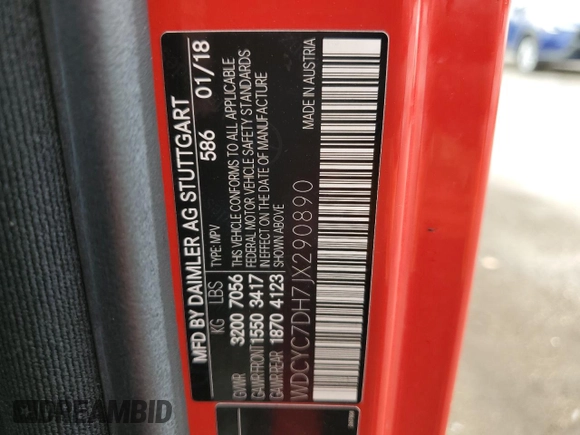 MFD BY DAIMLER AG STUTTGART
586 01/18
KG LBS TYPE: MPV
GVWR 3200 7056 THIS VEHICLE CONFORMS TO ALL APPLICABLE
GAWR FRONT 1550 3417 FEDERAL MOTOR VEHICLE SAFETY STANDARDS
GAWR REAR 1870 4123 IN EFFECT ON THE DATE OF MANUFACTURE
SHOWN ABOVE
MADE IN AUSTRIA
WDCYC7DH7JX290890
DREAMBID